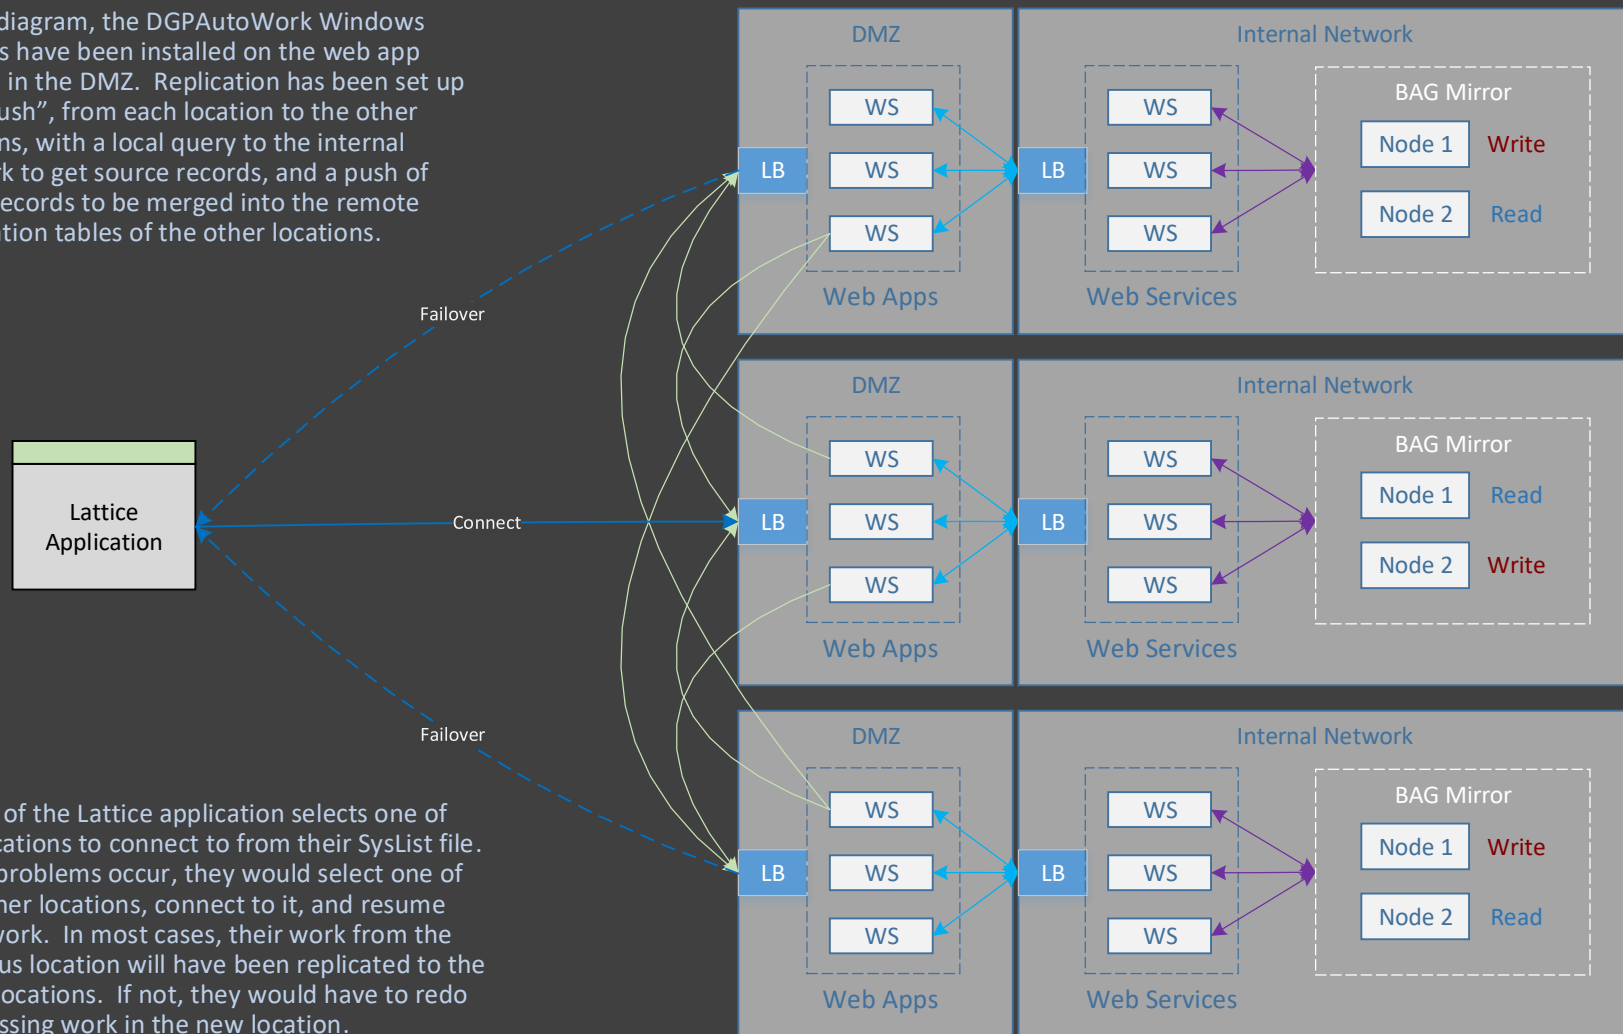 diagram, the DGPAutoWork Windows
s have been installed on the web app
in the DMZ. Replication has been set up
ush”, from each location to the other
ns, with a local query to the internal
rk to get source records, and a push of
records to be merged into the remote
ation tables of the other locations.
Failover
Lattice
Application
Connect
Failover
of the Lattice application selects one of
cations to connect to from their SysList file.
problems occur, they would select one of
her locations, connect to it, and resume
work. In most cases, their work from the
us location will have been replicated to the
locations. If not, they would have to redo
ssing work in the new location.
DMZ
LB
WS
WS
WS
Web Apps
Internal Network
LB
WS
WS
WS
Web Services
BAG Mirror
Node 1 Write
Node 2 Read
DMZ
LB
WS
WS
WS
Web Apps
Internal Network
LB
WS
WS
WS
Web Services
BAG Mirror
Node 1 Read
Node 2 Write
DMZ
LB
WS
WS
WS
Web Apps
Internal Network
LB
WS
WS
WS
Web Services
BAG Mirror
Node 1 Write
Node 2 Read